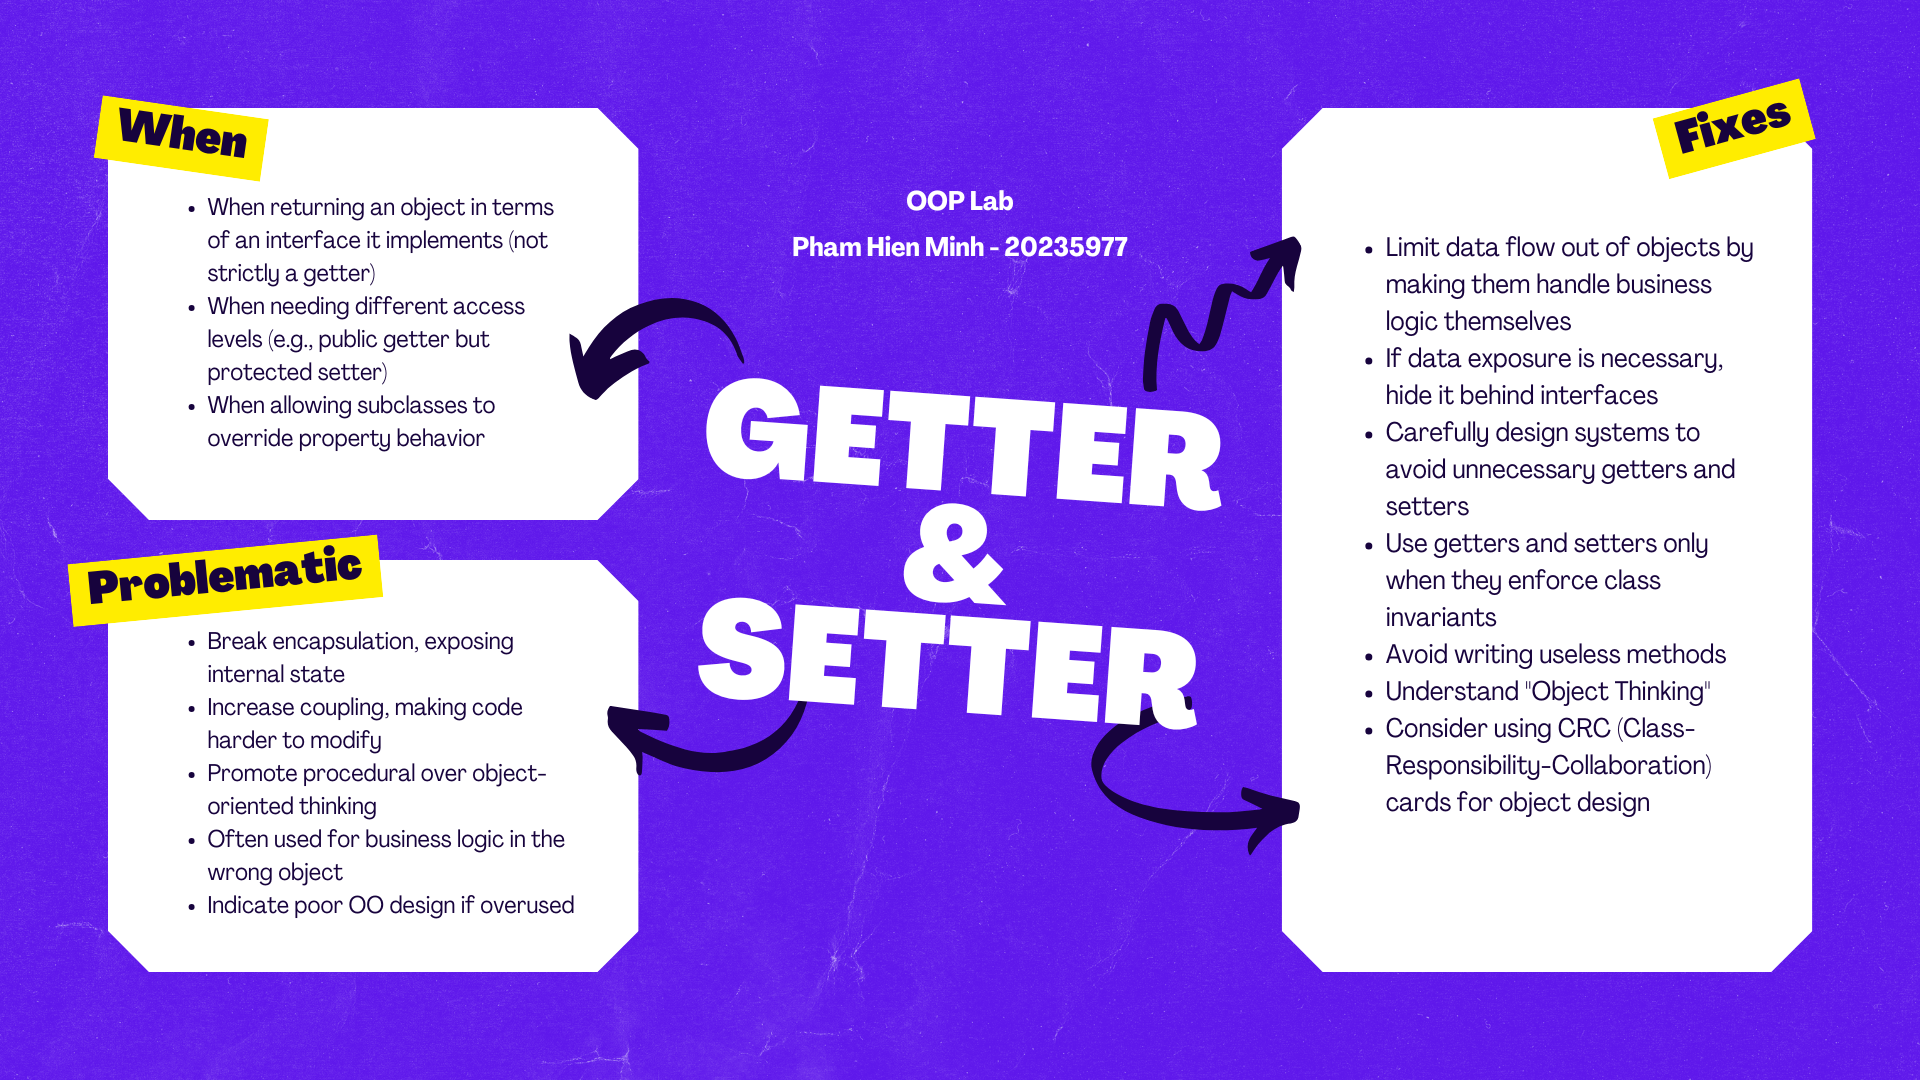 When
• When returning an object in terms
of an interface it implements (not
strictly a getter)
• When needing different access
levels (e.g., public getter but
protected setter)
• When allowing subclasses to
override property behavior
Problematic
• Break encapsulation, exposing
internal state
• Increase coupling, making code
harder to modify
• Promote procedural over object-
oriented thinking
• Often used for business logic in the
wrong object
• Indicate poor OO design if overused
OOP Lab
Pham Hien Minh - 20235977
GETTER
&
SETTER
Fixes
• Limit data flow out of objects by
making them handle business
logic themselves
• If data exposure is necessary,
hide it behind interfaces
• Carefully design systems to
avoid unnecessary getters and
setters
• Use getters and setters only
when they enforce class
invariants
• Avoid writing useless methods
• Understand "Object Thinking"
• Consider using CRC (Class-
Responsibility-Collaboration)
cards for object design